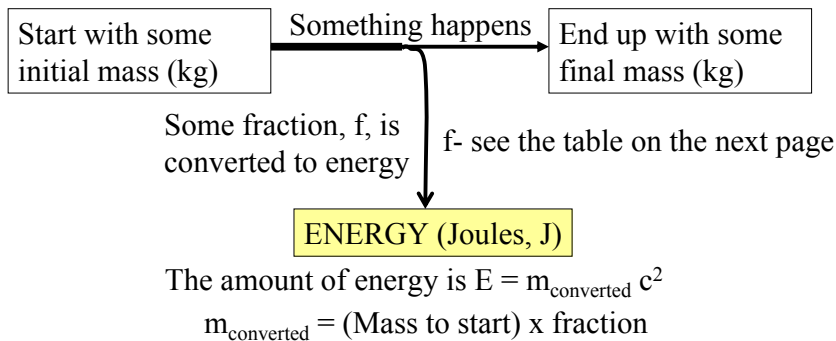 Start with some
initial mass (kg)
Something happens
End up with some
final mass (kg)
Some fraction, f, is
converted to energy
f- see the table on the next page
ENERGY (Joules, J)
The amount of energy is E = m_converted c²
m_converted = (Mass to start) x fraction